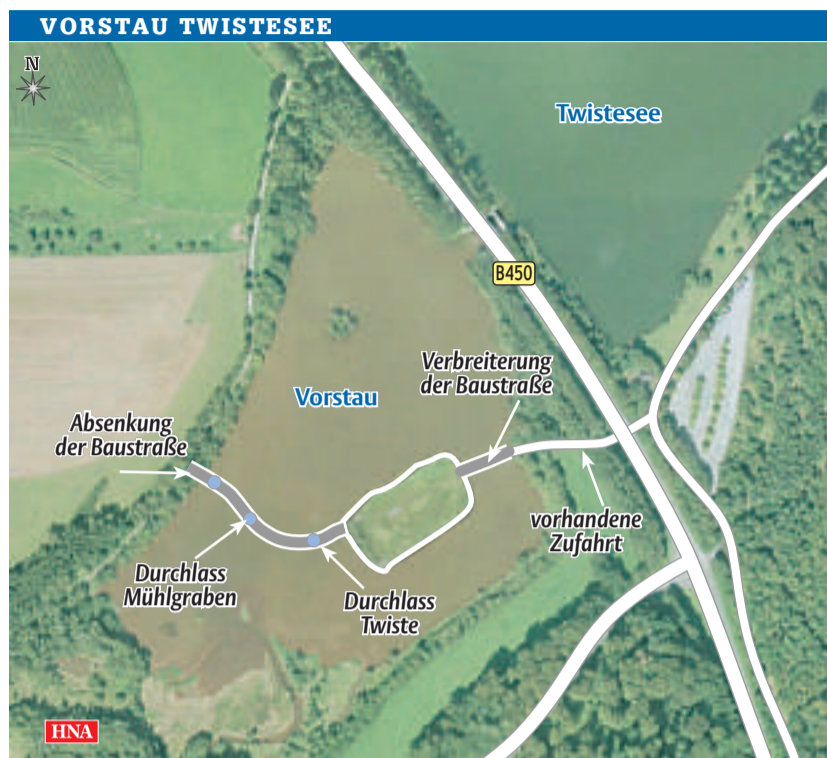 VORSTAU TWISTESEE
N
Twistesee
B450
Verbreiterung
der Baustraße
Vorstau
Absenkung
der Baustraße
vorhandene
Zufahrt
Durchlass
Mühlgraben
Durchlass
Twiste
HNA